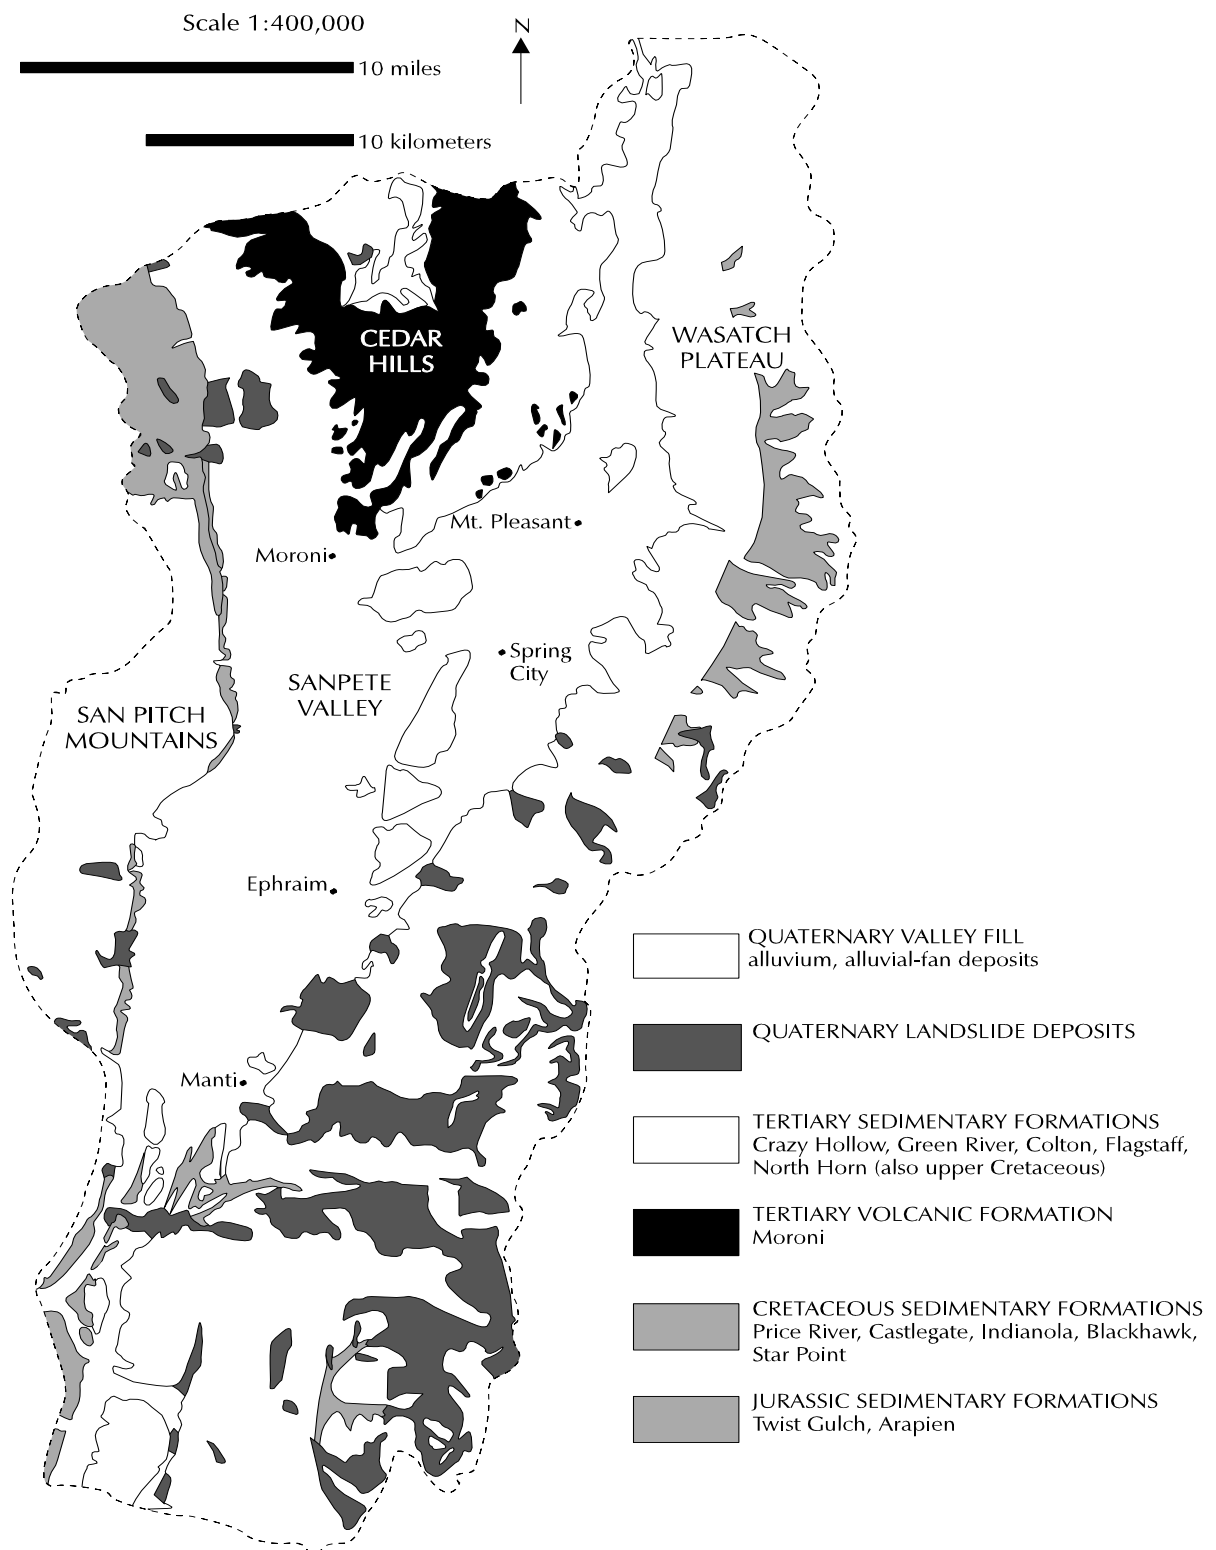 Scale 1:400,000
N
10 miles
10 kilometers
CEDAR
HILLS
WASATCH
PLATEAU
Mt. Pleasant
Moroni
Spring
City
SANPETE
VALLEY
SAN PITCH
MOUNTAINS
Ephraim
Manti
QUATERNARY VALLEY FILL
alluvium, alluvial-fan deposits
QUATERNARY LANDSLIDE DEPOSITS
TERTIARY SEDIMENTARY FORMATIONS
Crazy Hollow, Green River, Colton, Flagstaff,
North Horn (also upper Cretaceous)
TERTIARY VOLCANIC FORMATION
Moroni
CRETACEOUS SEDIMENTARY FORMATIONS
Price River, Castlegate, Indianola, Blackhawk,
Star Point
JURASSIC SEDIMENTARY FORMATIONS
Twist Gulch, Arapien